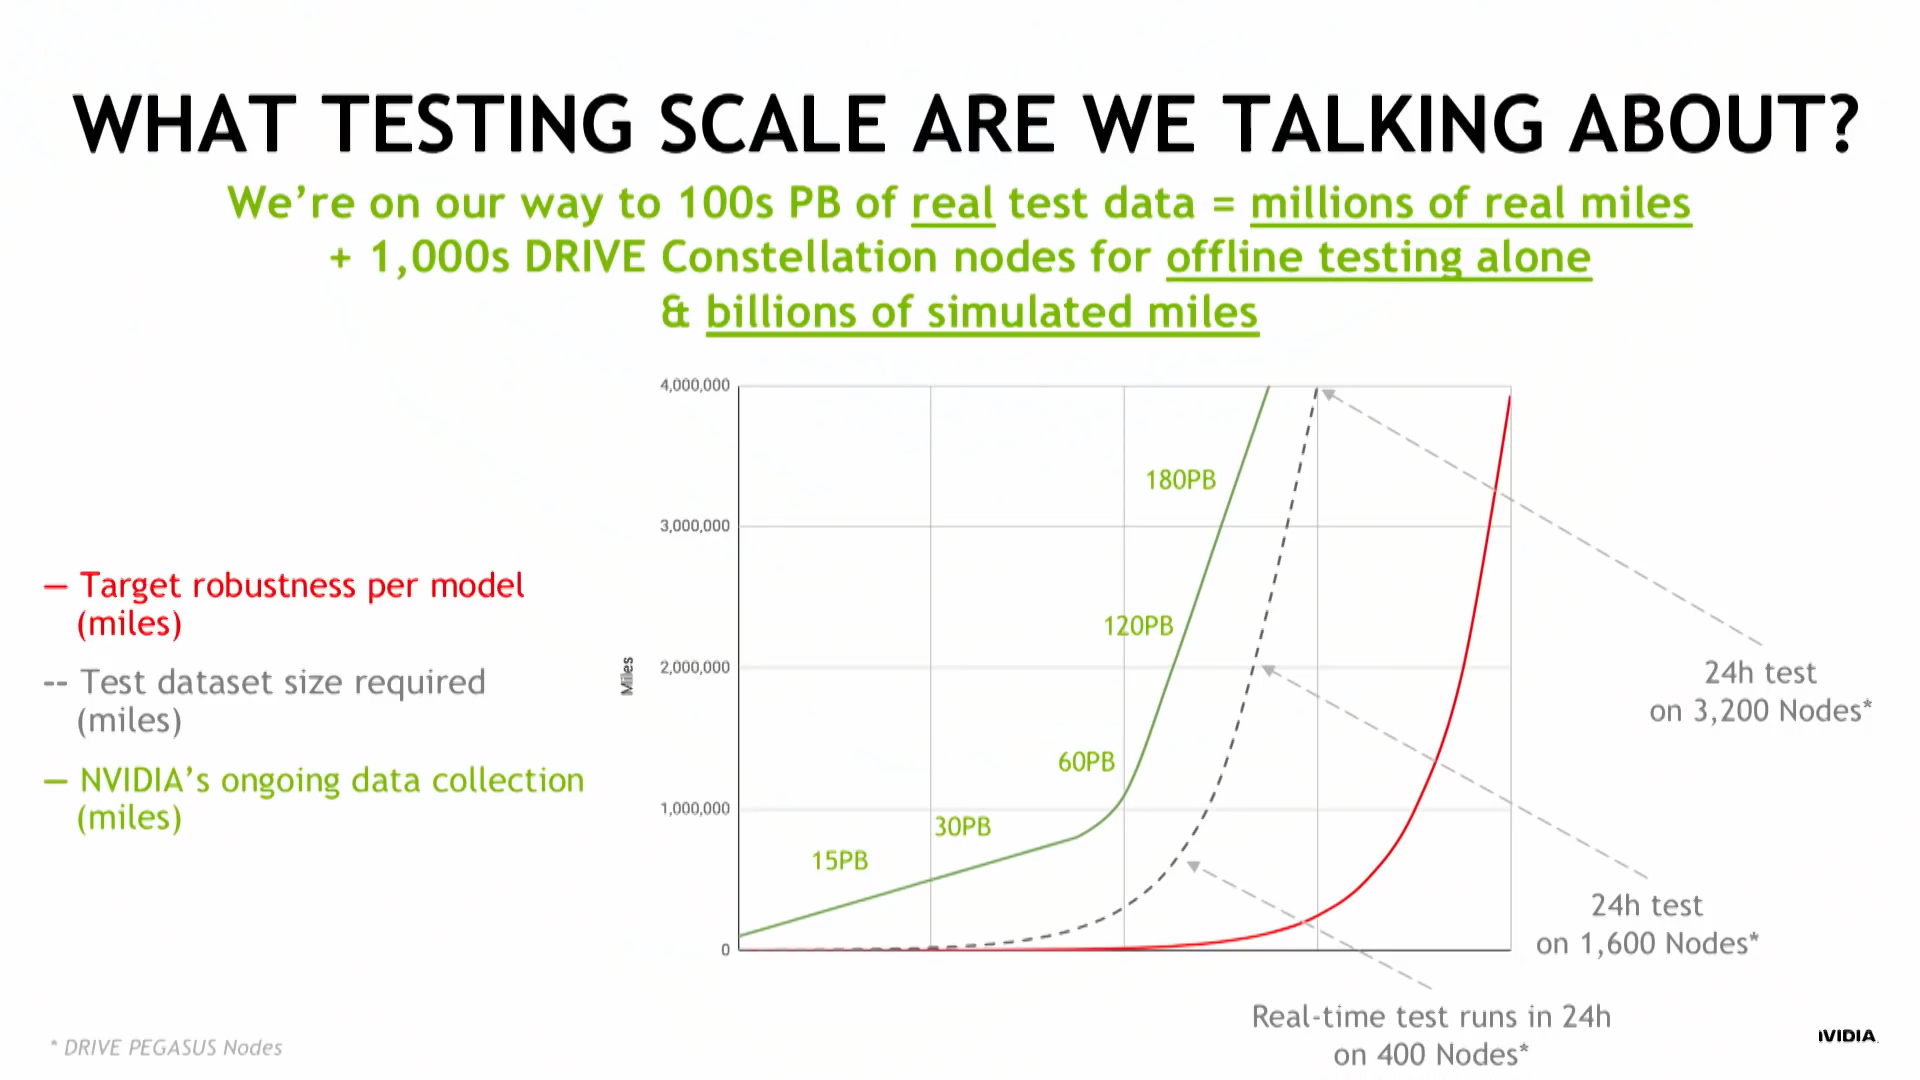 WHAT TESTING SCALE ARE WE TALKING ABOUT?
We're on our way to 100s PB of real test data = millions of real miles
+ 1,000s DRIVE Constellation nodes for offline testing alone
& billions of simulated miles
— Target robustness per model
(miles)
-- Test dataset size required
(miles)
— NVIDIA's ongoing data collection
(miles)
Miles
4,000,000
3,000,000
2,000,000
1,000,000
0
180PB
120PB
60PB
30PB
15PB
24h test
on 3,200 Nodes*
24h test
on 1,600 Nodes*
Real-time test runs in 24h
on 400 Nodes*
* DRIVE PEGASUS Nodes
NVIDIA.